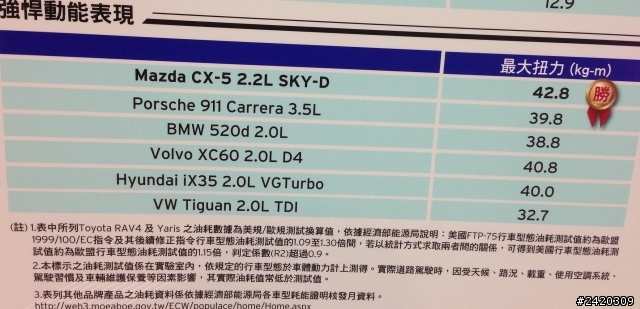 12.9
強悍動能表現
最大扭力 (kg-m)
Mazda CX-5 2.2L SKY-D 42.8 勝
Porsche 911 Carrera 3.5L 39.8
BMW 520d 2.0L 38.8
Volvo XC60 2.0L D4 40.8
Hyundai iX35 2.0L VGTurbo 40.0
VW Tiguan 2.0L TDI 32.7
(註) 1.表中所列Toyota RAV4 及 Yaris 之油耗數據為美規/歐規測試換算值，依據經濟部能源局說明：美國FTP-75行車型態油耗測試值約為歐盟
1999/100/EC指令及其後續修正指令行車型態油耗測試值的1.09至1.30倍間，若以統計方式求取兩者間的關係，可得到美國油耗測試
值約為歐盟行車型態油耗測試值的1.15倍，判定係數(R2)超過0.9。
2.本標示之油耗測試值係在實驗室內，依規定的行車型態於車體動力計上測得。實際道路駕駛時，因受天候、路況、載重、使用空調系統、
駕駛習慣及車輛維護保養等因素影響，其實際油耗值常低於測試值。
3.表列其他品牌產品之油耗資料係依據經濟部能源局各車型耗能證明核發月資料。
http://web3.moeaboe.gov.tw/ECW/populace/home/Home.aspx
#2420309